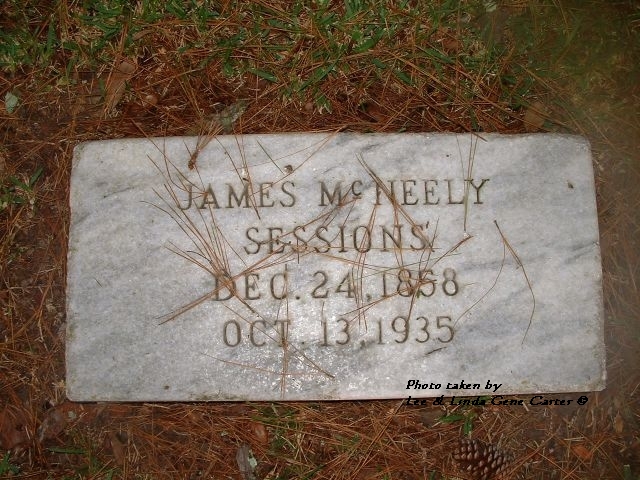 JAMES McNEELY
SESSIONS
DEC. 24, 1858
OCT. 13, 1935
Photo taken by
Lee & Linda Gene Carter ©